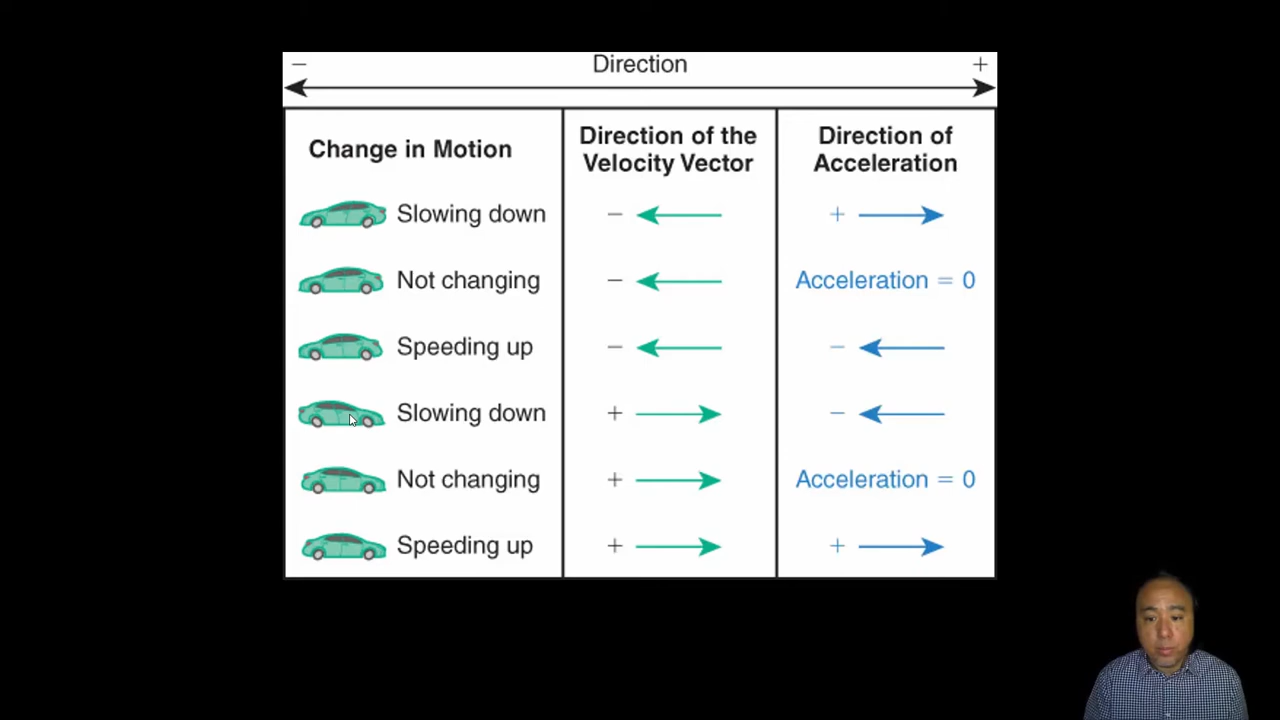 − Direction +
Change in Motion
Direction of the
Velocity Vector
Direction of
Acceleration
Slowing down − +
Not changing − Acceleration = 0
Speeding up − −
Slowing down + −
Not changing + Acceleration = 0
Speeding up + +